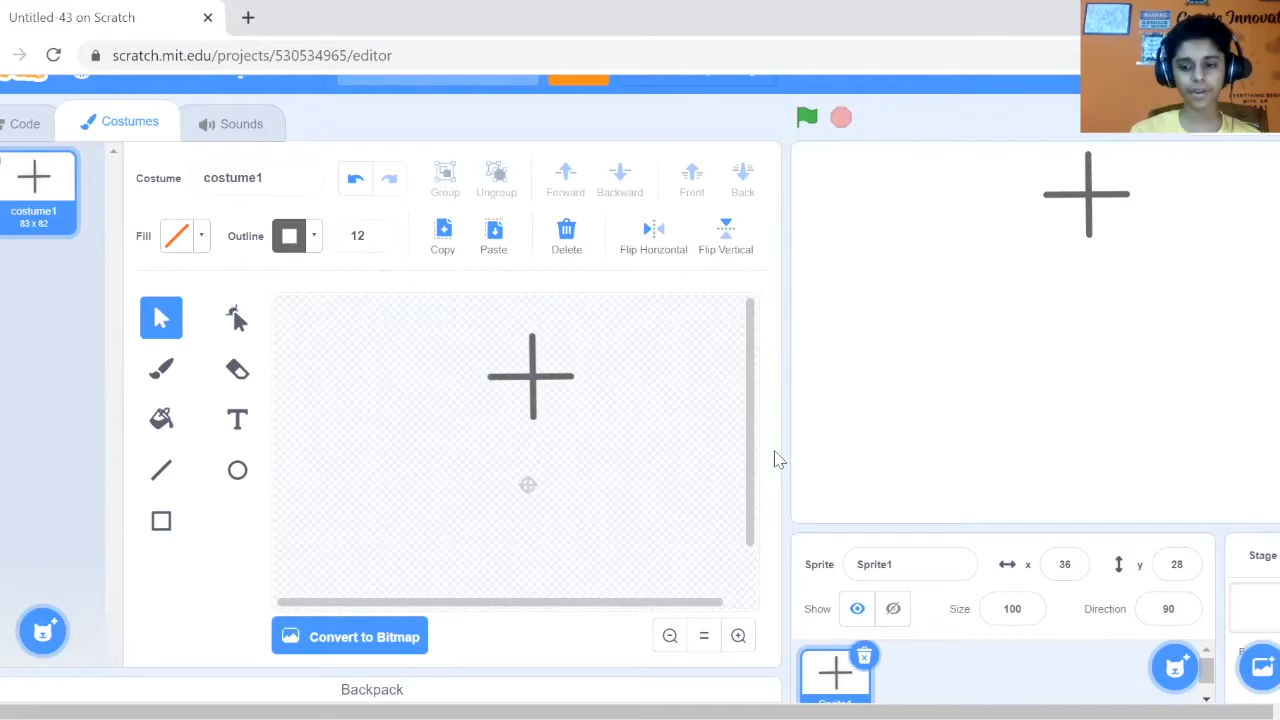 Untitled-43 on Scratch
scratch.mit.edu/projects/530534965/editor
Code
Costumes
Sounds
Costume
costume1
Group
Ungroup
Forward
Backward
Front
Back
Fill
Outline
12
Copy
Paste
Delete
Flip Horizontal
Flip Vertical
costume1
83 x 82
Convert to Bitmap
Backpack
Sprite
Sprite1
x
36
y
28
Show
Size
100
Direction
90
Stage
WARNING